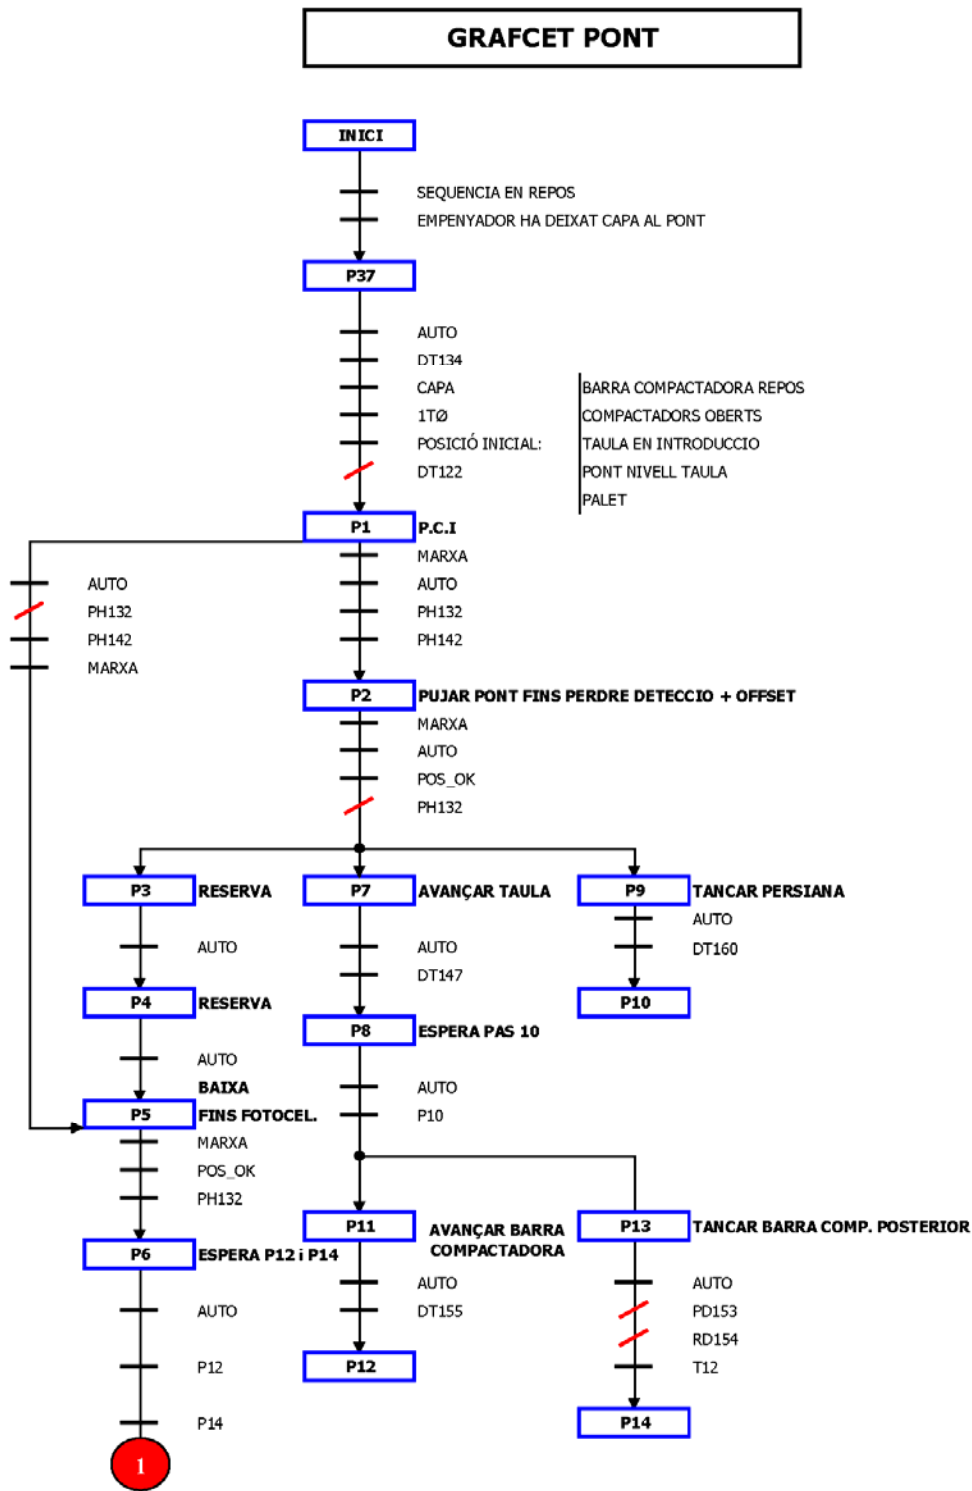 GRAFCET PONT
INICI
SEQUENCIA EN REPOS
EMPENYADOR HA DEIXAT CAPA AL PONT
P37
AUTO
DT134
CAPA
1TØ
POSICIÓ INICIAL:
DT122
BARRA COMPACTADORA REPOS
COMPACTADORS OBERTS
TAULA EN INTRODUCCIO
PONT NIVELL TAULA
PALET
P1 P.C.I
MARXA
AUTO
PH132
PH142
AUTO
PH132
PH142
MARXA
P2 PUJAR PONT FINS PERDRE DETECCIO + OFFSET
MARXA
AUTO
POS_OK
PH132
P3 RESERVA
AUTO
P4 RESERVA
AUTO
BAIXA
P5 FINS FOTOCEL.
MARXA
POS_OK
PH132
P6 ESPERA P12 i P14
AUTO
P12
P14
1
P7 AVANÇAR TAULA
AUTO
DT147
P8 ESPERA PAS 10
AUTO
P10
P11 AVANÇAR BARRA
COMPACTADORA
AUTO
DT155
P12
P9 TANCAR PERSIANA
AUTO
DT160
P10
P13 TANCAR BARRA COMP. POSTERIOR
AUTO
PD153
RD154
T12
P14